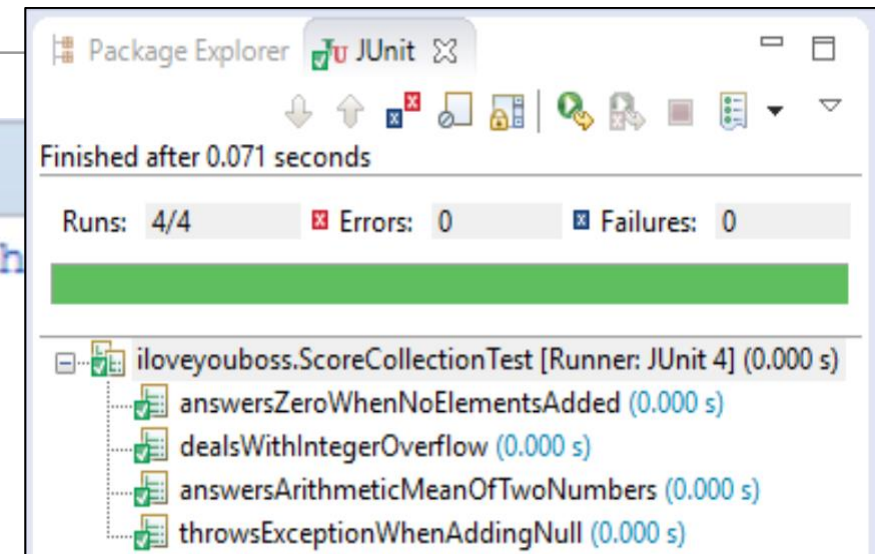 Package Explorer JUnit
Finished after 0.071 seconds
Runs: 4/4 Errors: 0 Failures: 0
h
iloveyouboss.ScoreCollectionTest [Runner: JUnit 4] (0.000 s)
answersZeroWhenNoElementsAdded (0.000 s)
dealsWithIntegerOverflow (0.000 s)
answersArithmeticMeanOfTwoNumbers (0.000 s)
throwsExceptionWhenAddingNull (0.000 s)